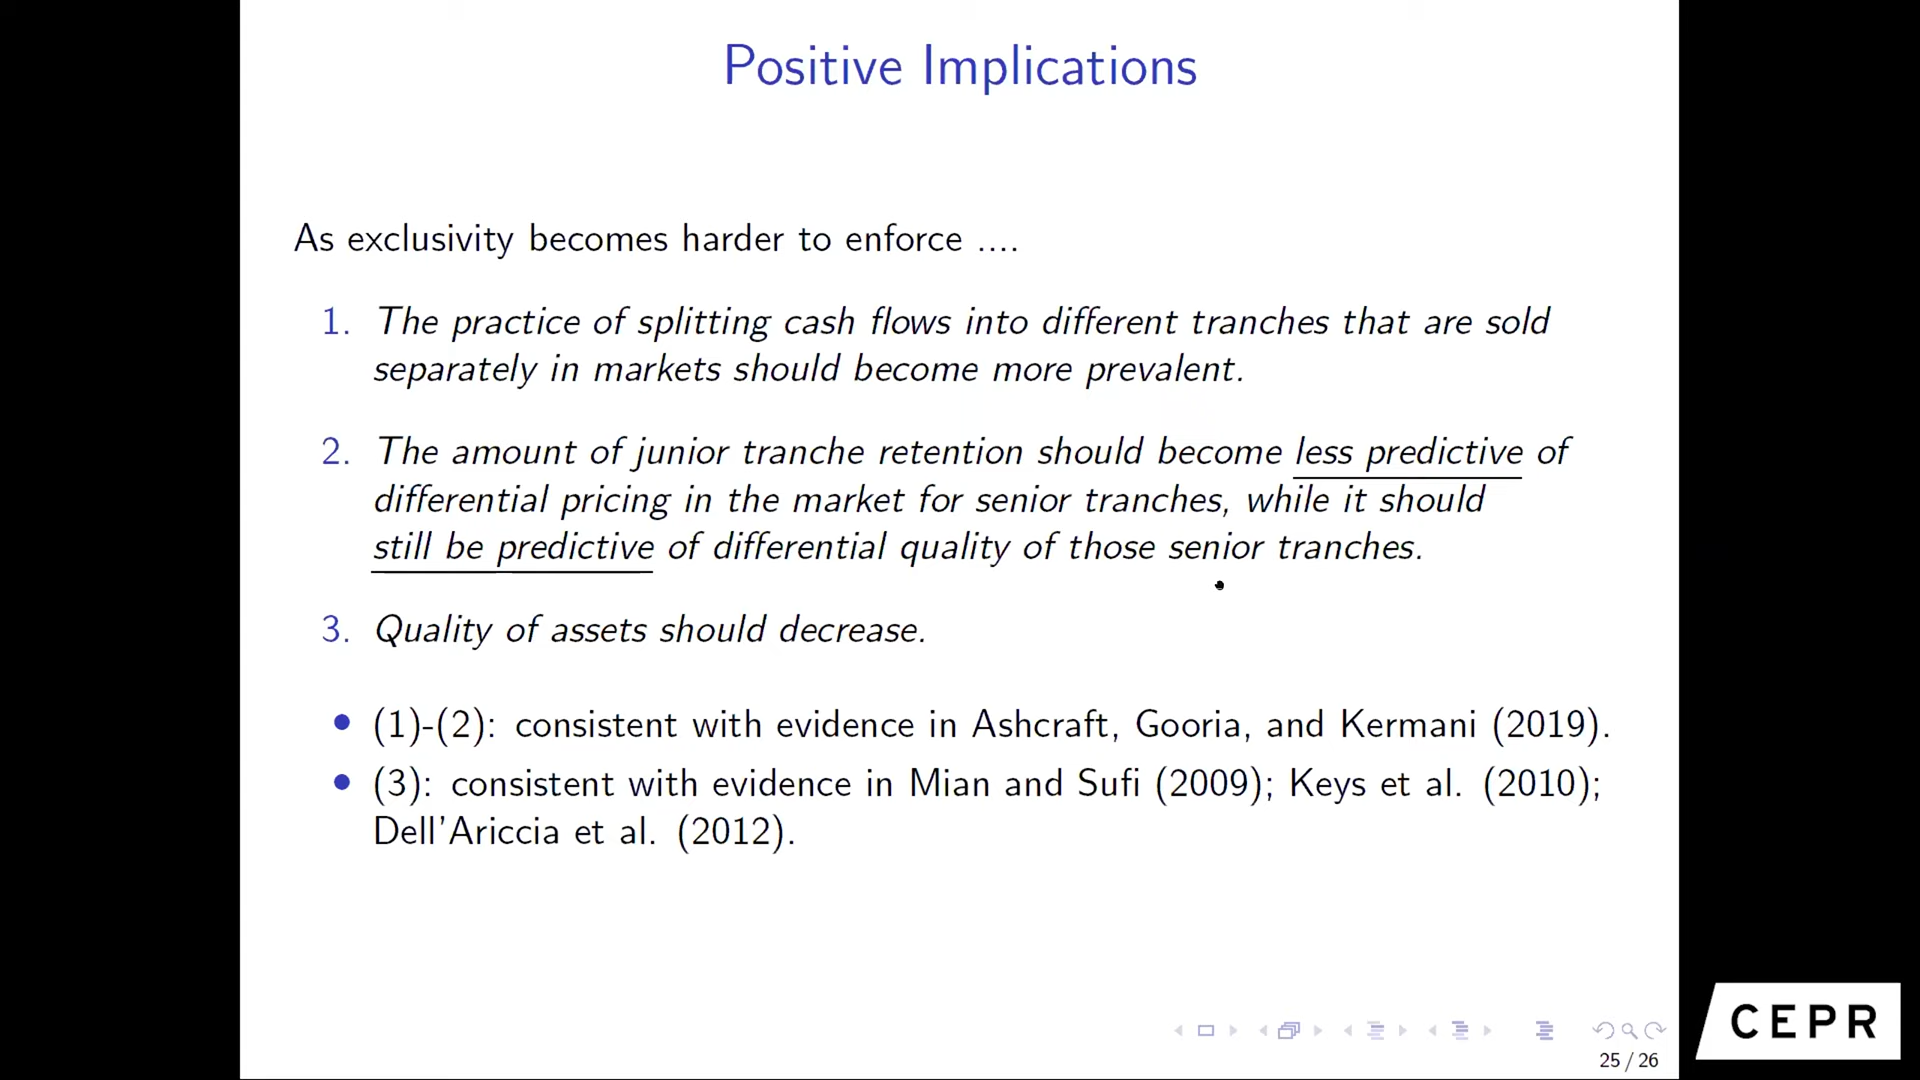 Positive Implications
As exclusivity becomes harder to enforce ....
1. The practice of splitting cash flows into different tranches that are sold
separately in markets should become more prevalent.
2. The amount of junior tranche retention should become less predictive of
differential pricing in the market for senior tranches, while it should
still be predictive of differential quality of those senior tranches.
3. Quality of assets should decrease.
• (1)-(2): consistent with evidence in Ashcraft, Gooria, and Kermani (2019).
• (3): consistent with evidence in Mian and Sufi (2009); Keys et al. (2010);
Dell'Ariccia et al. (2012).
25 / 26
CEPR